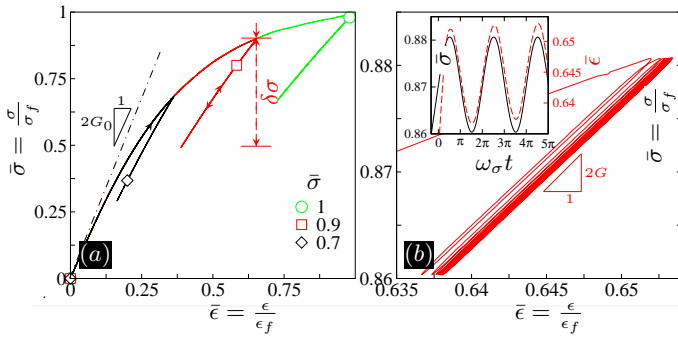 1
0.75
0.5
0.25
0
σ̄ = σ/σ_f
2G₀
1
δσ
σ̄
1
0.9
0.7
(a)
0
0.25
0.5
0.75
1
ε̄ = ϵ/ϵ_f
0.88
0.87
0.86
σ̄ = σ/σ_f
0.88
0.87
0.86
σ̄
ε̄
0.65
0.645
0.64
0
π
2π
3π
4π
5π
ω_σ t
2G
1
(b)
0.635
0.64
0.645
0.65
ε̄ = ϵ/ϵ_f